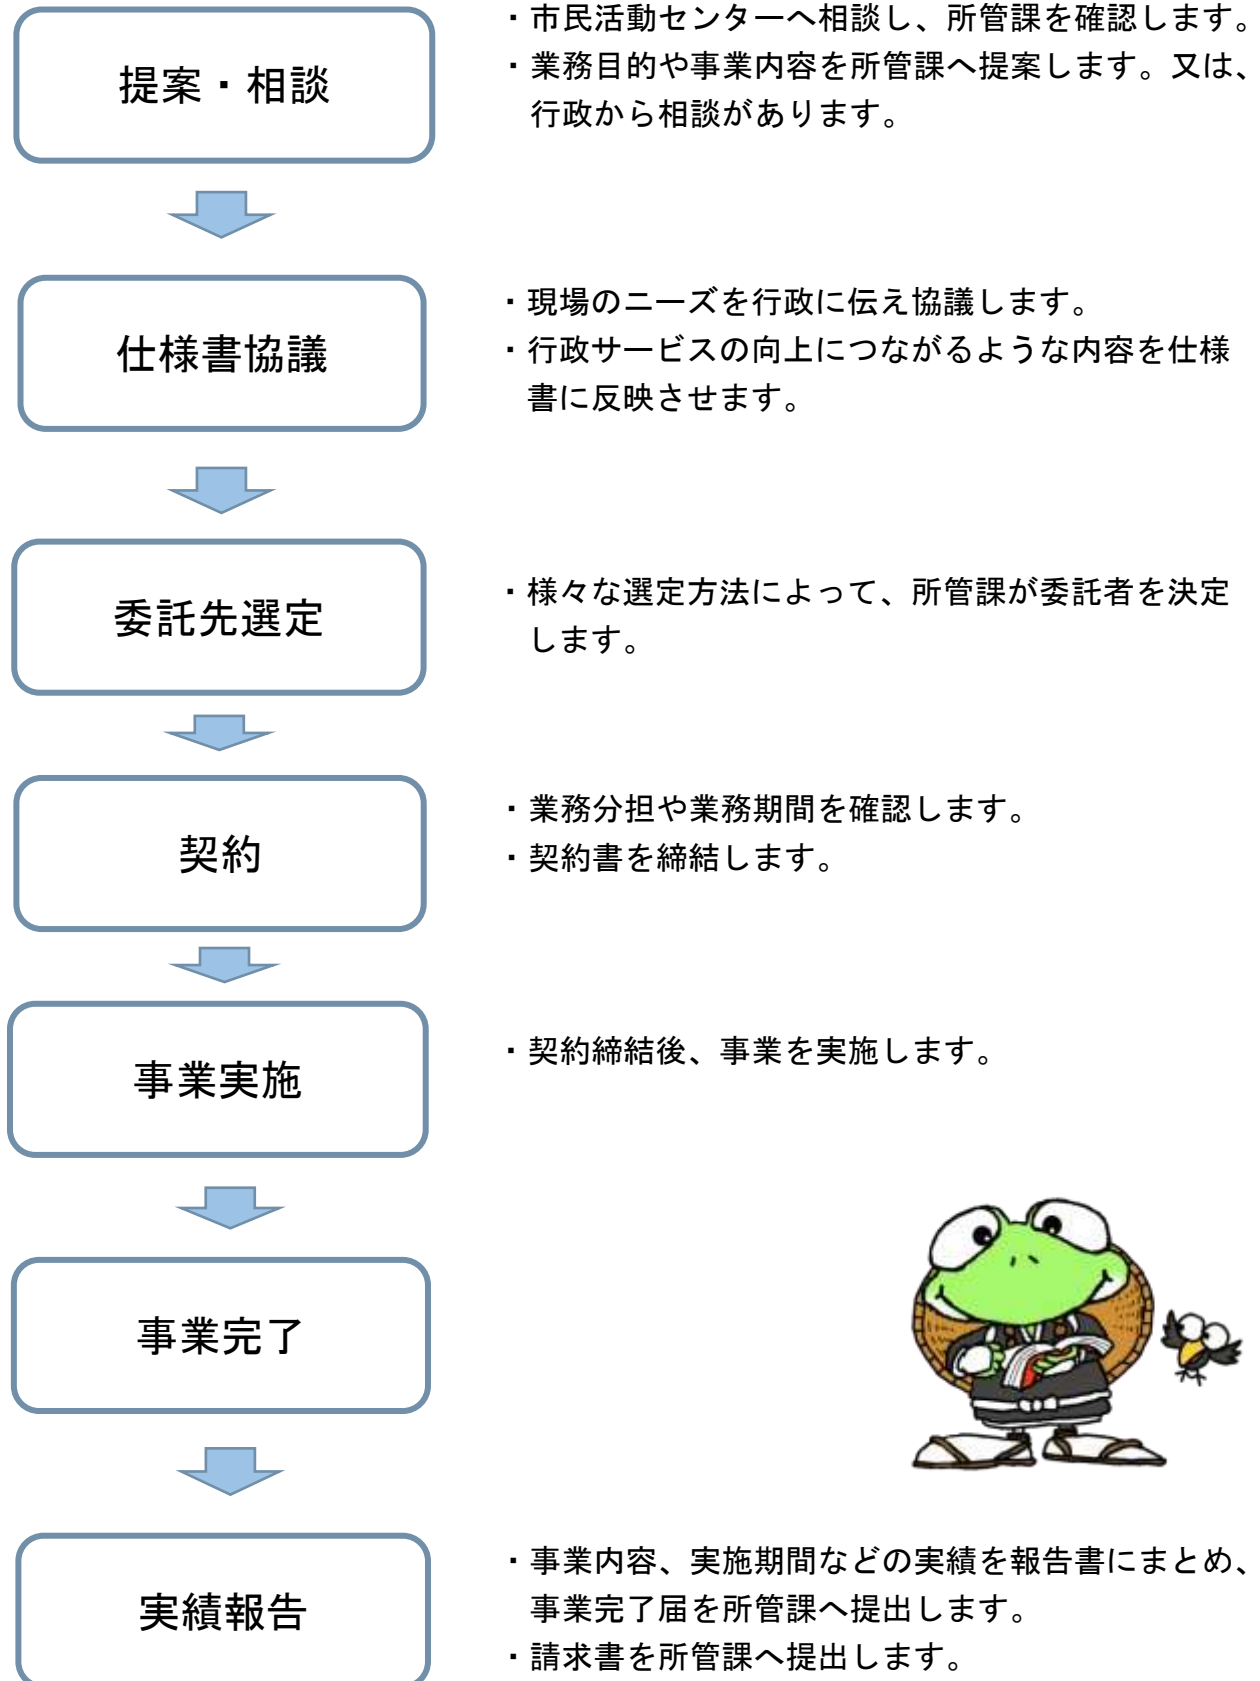 提案・相談
・市民活動センターへ相談し、所管課を確認します。
・業務目的や事業内容を所管課へ提案します。又は、
行政から相談があります。
仕様書協議
・現場のニーズを行政に伝え協議します。
・行政サービスの向上につながるような内容を仕様
書に反映させます。
委託先選定
・様々な選定方法によって、所管課が委託者を決定
します。
契約
・業務分担や業務期間を確認します。
・契約書を締結します。
事業実施
・契約締結後、事業を実施します。
事業完了
実績報告
・事業内容、実施期間などの実績を報告書にまとめ、
事業完了届を所管課へ提出します。
・請求書を所管課へ提出します。